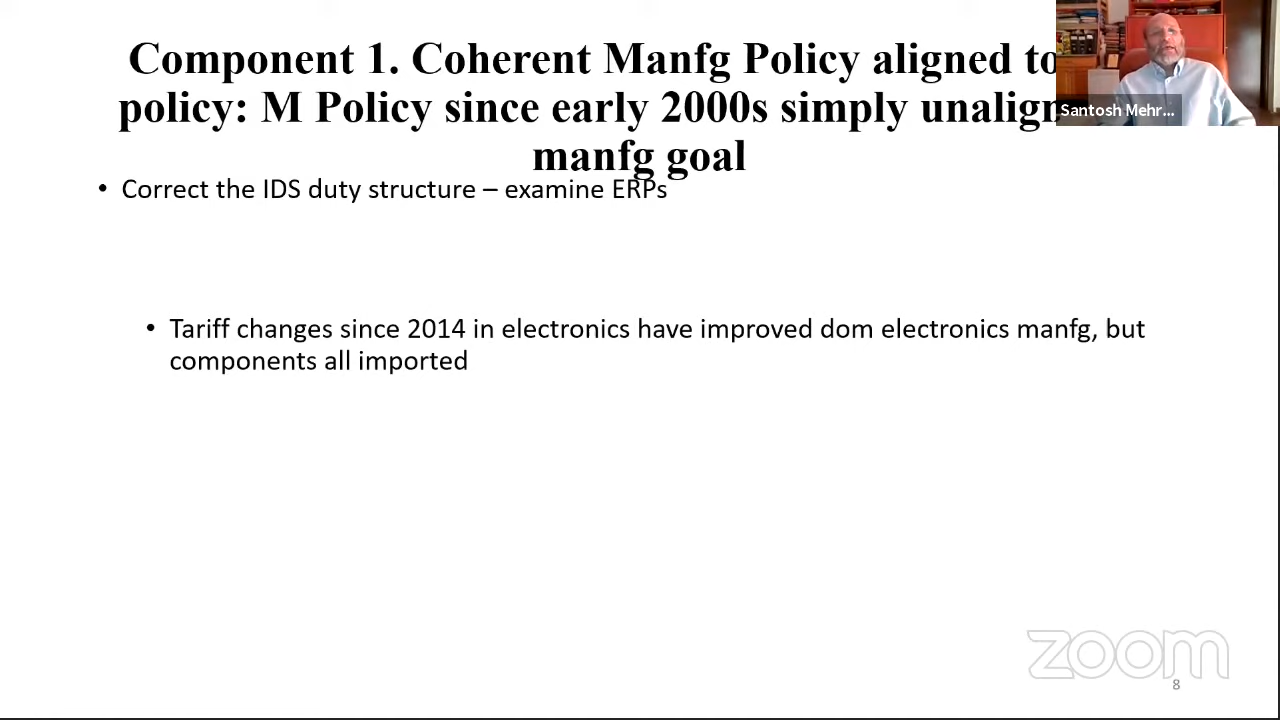 Component 1. Coherent Manfg Policy aligned to
policy: M Policy since early 2000s simply
manfg goal
Santosh Mehr...
• Correct the IDS duty structure – examine ERPs
• Tariff changes since 2014 in electronics have improved dom electronics manfg, but
components all imported
zoom
8